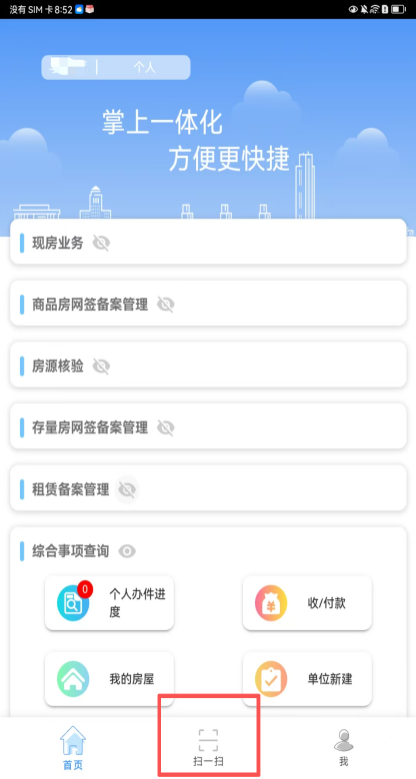 没有 SIM 卡 8:52
个人
掌上一体化
方便更快捷
现房业务
商品房网签备案管理
房源核验
存量房网签备案管理
租赁备案管理
综合事项查询
0
个人办件进
度
收/付款
我的房屋
单位新建
首页
扫一扫
我